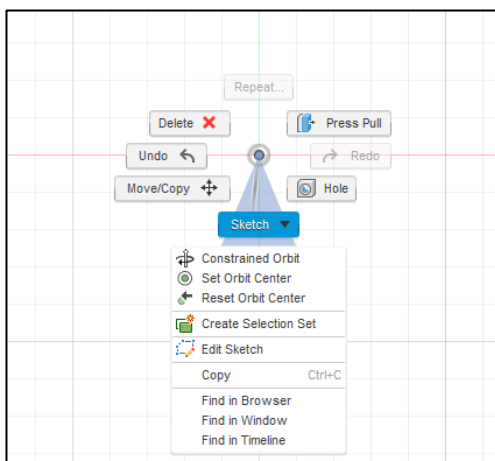 Repeat...
Delete
Press Pull
Undo
Redo
Move/Copy
Hole
Sketch
Constrained Orbit
Set Orbit Center
Reset Orbit Center
Create Selection Set
Edit Sketch
Copy Ctrl+C
Find in Browser
Find in Window
Find in Timeline